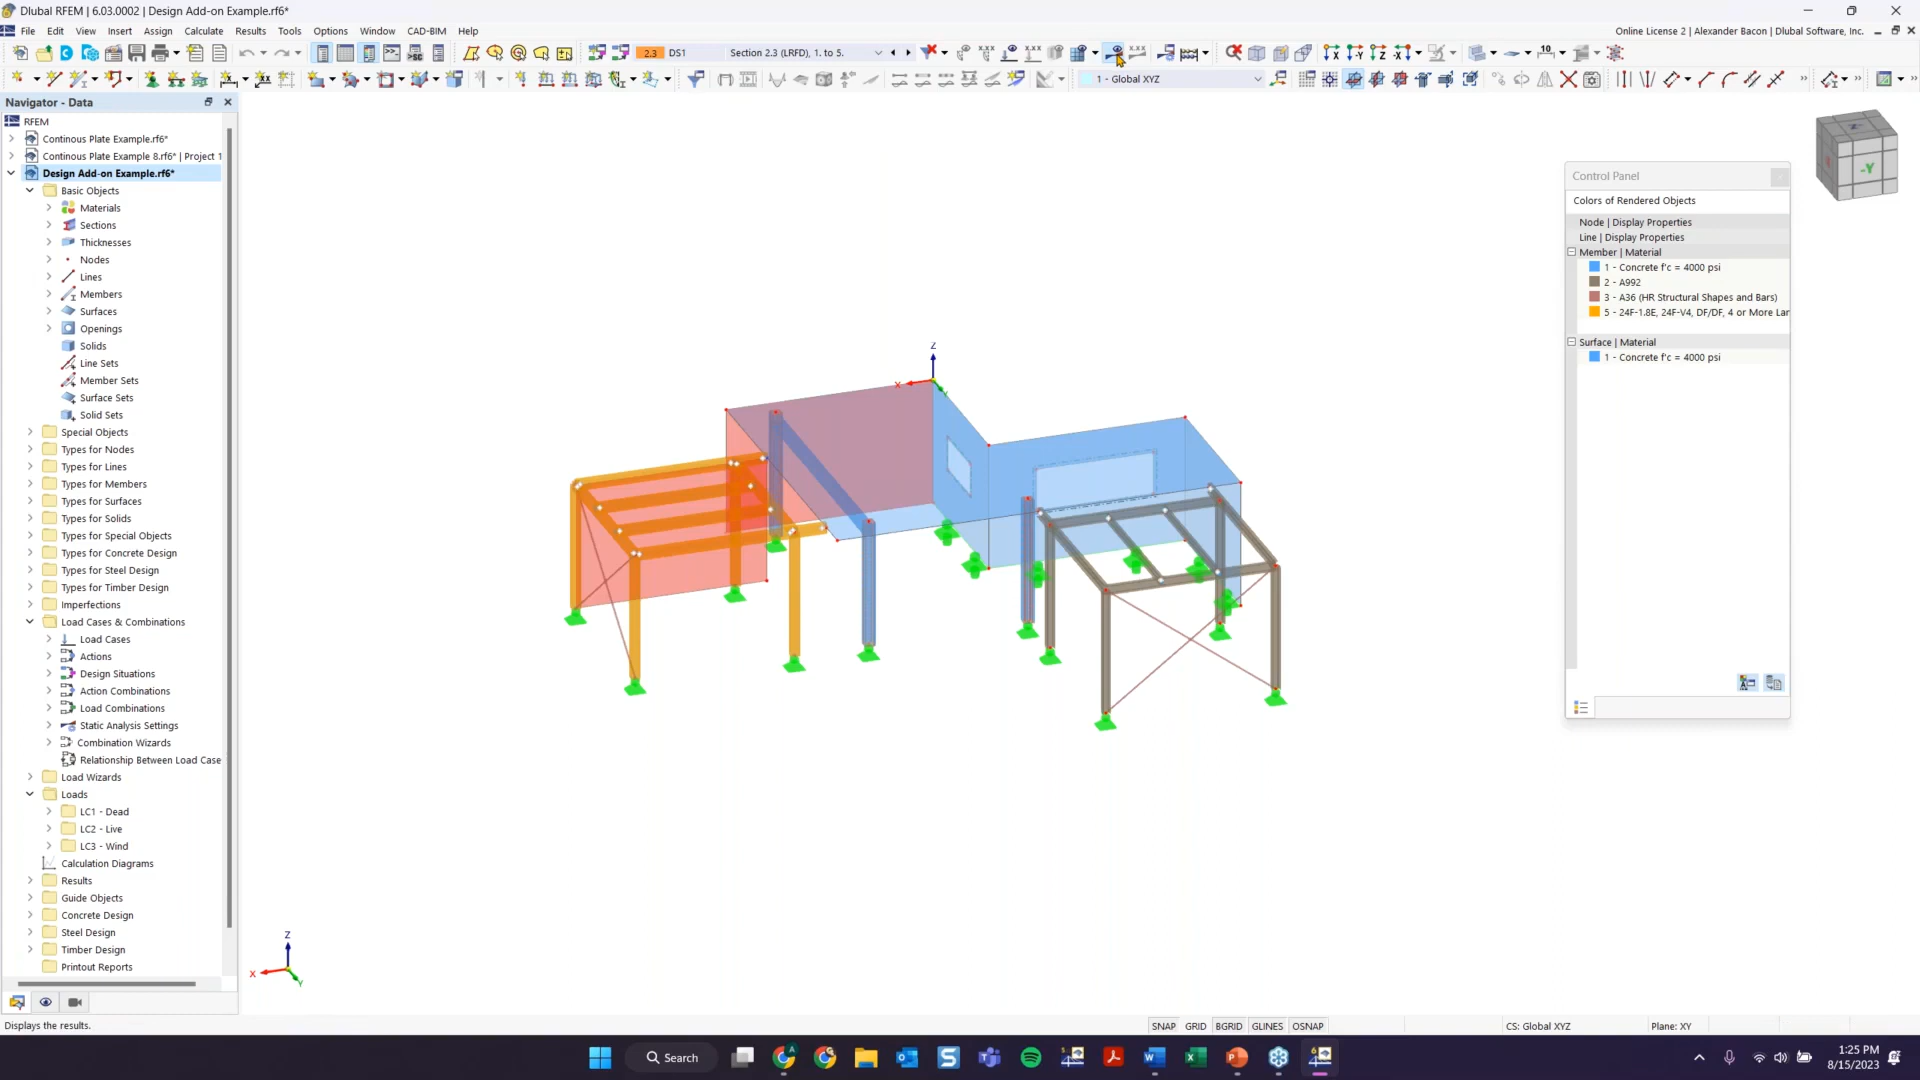 Dlubal RFEM | 6.03.0002 | Design Add-on Example.rf6*
File Edit View Insert Assign Calculate Results Tools Options Window CAD-BIM Help
Online License 2 | Alexander Bacon | Dlubal Software, Inc.
2.3 DS1 Section 2.3 (LRFD), 1. to 5.
1 - Global XYZ
Navigator - Data
RFEM
Continous Plate Example.rf6*
Continous Plate Example 8.rf6* | Project 1
Design Add-on Example.rf6*
Basic Objects
Materials
Sections
Thicknesses
Nodes
Lines
Members
Surfaces
Openings
Solids
Line Sets
Member Sets
Surface Sets
Solid Sets
Special Objects
Types for Nodes
Types for Lines
Types for Members
Types for Surfaces
Types for Solids
Types for Special Objects
Types for Concrete Design
Types for Steel Design
Types for Timber Design
Imperfections
Load Cases & Combinations
Load Cases
Actions
Design Situations
Action Combinations
Load Combinations
Static Analysis Settings
Combination Wizards
Relationship Between Load Case
Load Wizards
Loads
LC1 - Dead
LC2 - Live
LC3 - Wind
Calculation Diagrams
Results
Guide Objects
Concrete Design
Steel Design
Timber Design
Printout Reports
Z
X
Z
X
Y
-Y
Control Panel
Colors of Rendered Objects
Node | Display Properties
Line | Display Properties
Member | Material
1 - Concrete f'c = 4000 psi
2 - A992
3 - A36 (HR Structural Shapes and Bars)
5 - 24F-1.8E, 24F-V4, DF/DF, 4 or More Lar
Surface | Material
1 - Concrete f'c = 4000 psi
Displays the results.
SNAP GRID BGRID GLINES OSNAP
CS: Global XYZ
Plane: XY
Search
1:25 PM
8/15/2023